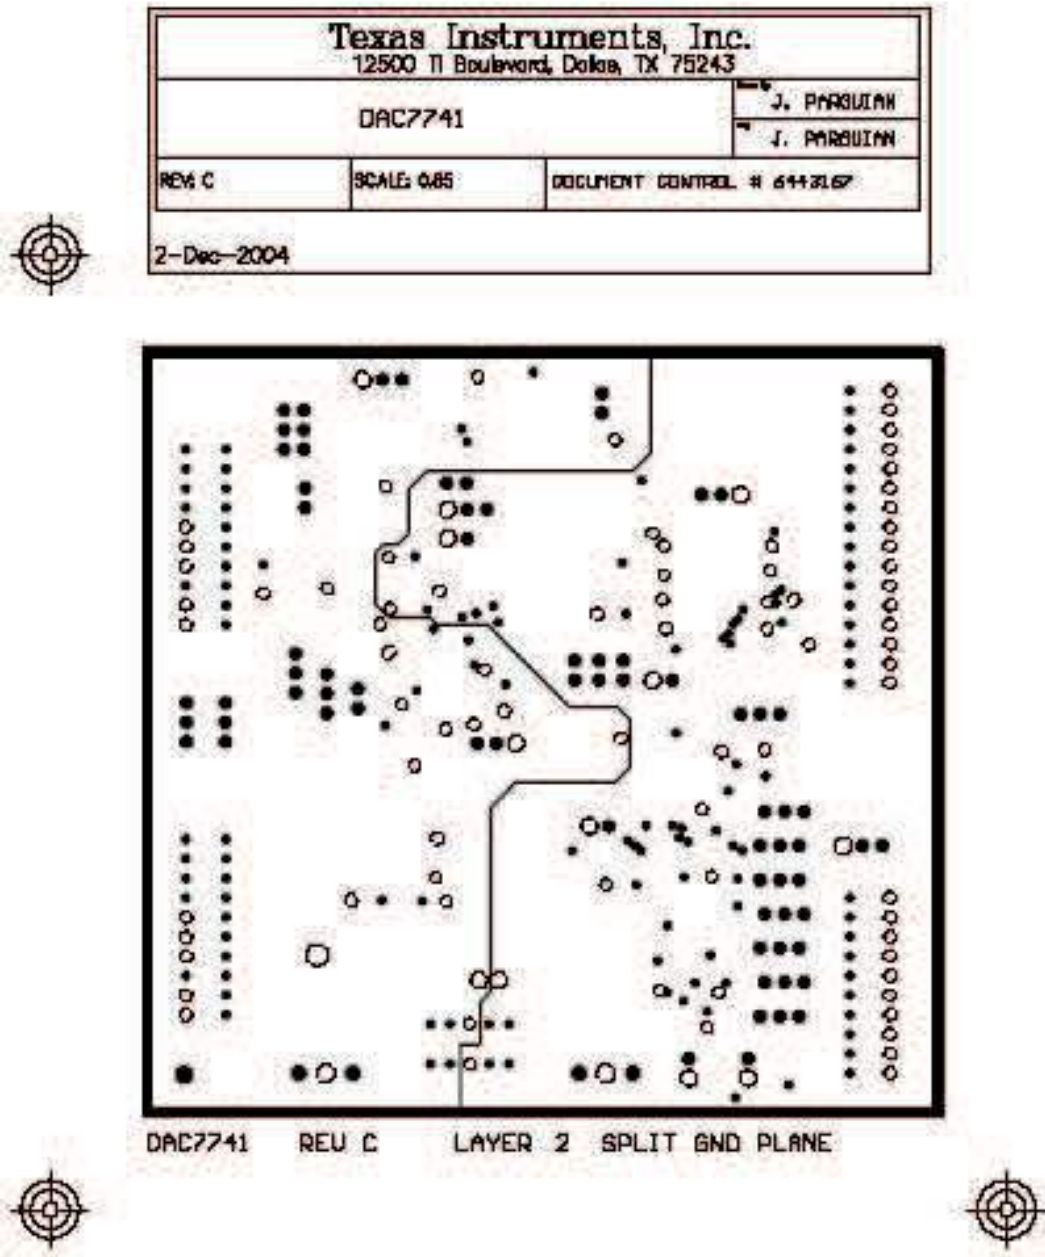 Texas Instruments, Inc.
12500 TI Boulevard, Dallas, TX 75243
DAC7741
J. PARGUIAN
J. PARGUIAN
REV: C
SCALE: 0.85
DOCUMENT CONTROL # 6443167
2-Dec-2004
DAC7741 REV C LAYER 2 SPLIT GND PLANE